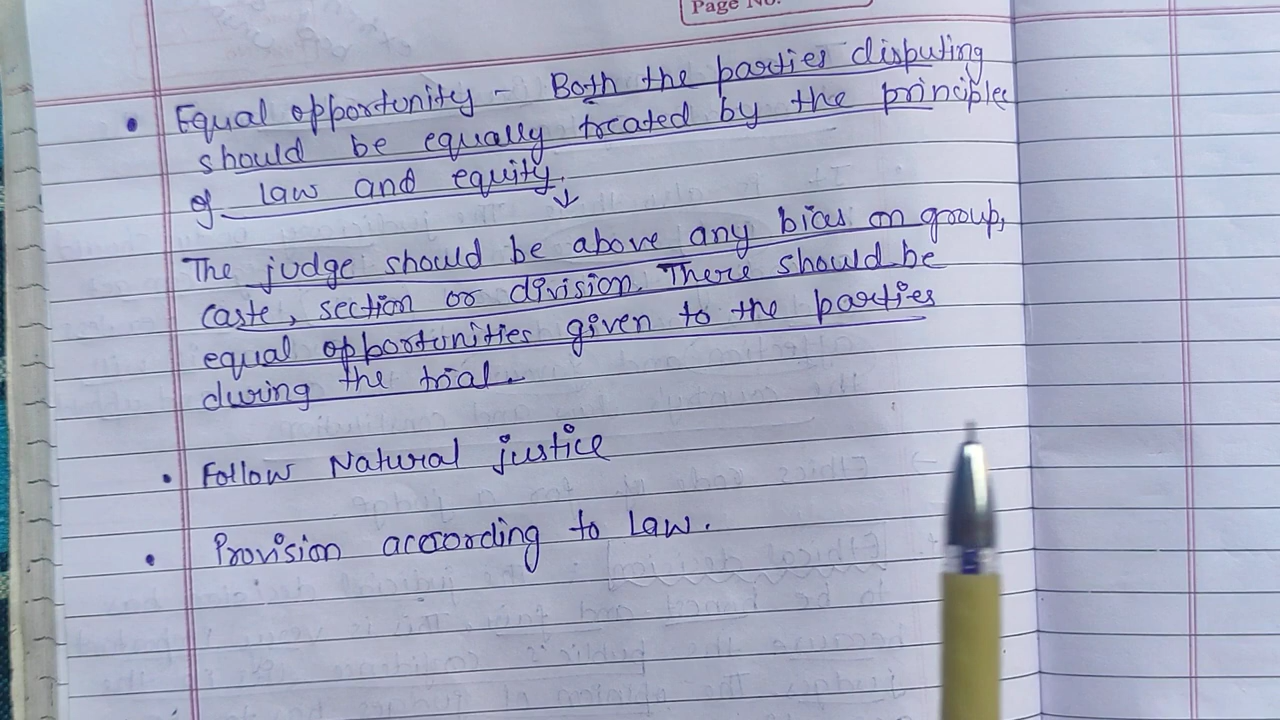 Page No.
• Equal opportunity - Both the parties disputing
should be equally treated by the principles
of law and equity.
↓
The judge should be above any bias on group,
caste, section or division. There should be
equal opportunities given to the parties
during the trial.
• Follow Natural justice
• Provision according to Law.